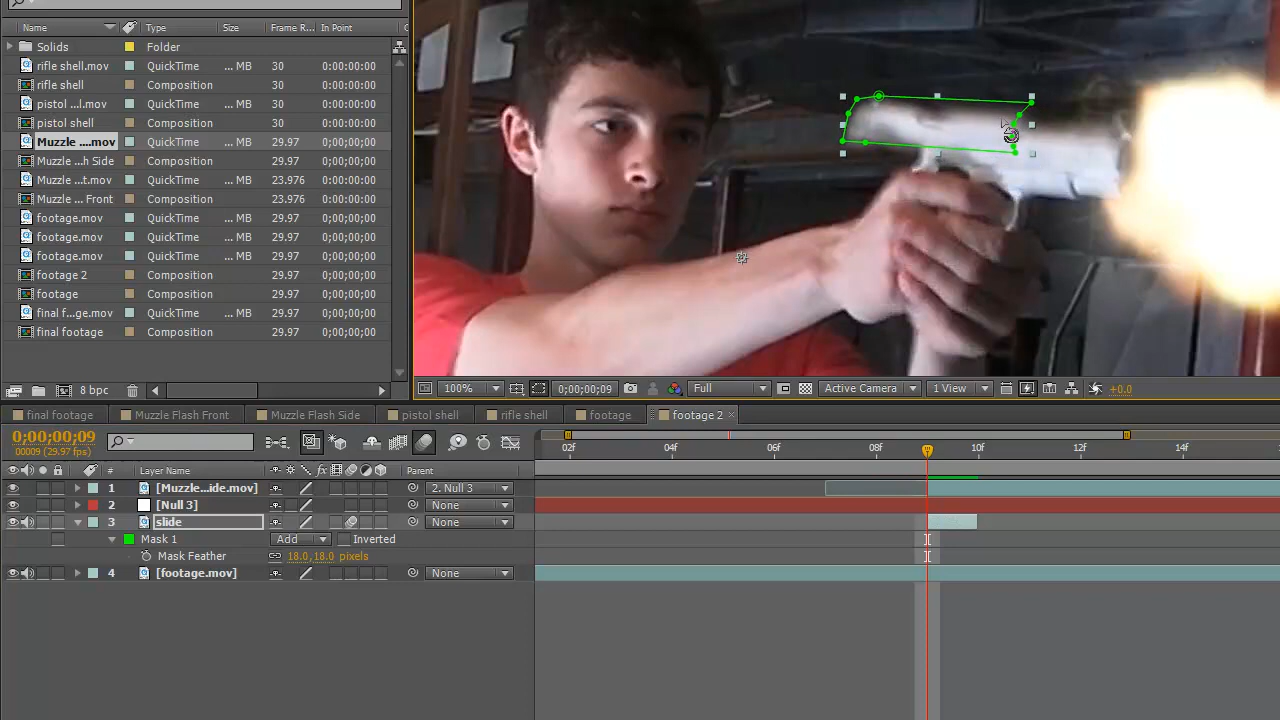 Name Type Size Frame R... In Point
Solids Folder
rifle shell.mov QuickTime ... MB 30 0:00:00:00
rifle shell Composition 30 0:00:00:00
pistol ...l.mov QuickTime ... MB 30 0:00:00:00
pistol shell Composition 30 0:00:00:00
Muzzle ....mov QuickTime ... MB 29.97 0;00;00;00
Muzzle ...h Side Composition 29.97 0;00;00;00
Muzzle ...t.mov QuickTime ... MB 23.976 0:00:00:00
Muzzle ... Front Composition 23.976 0:00:00:00
footage.mov QuickTime ... MB 29.97 0;00;00;00
footage.mov QuickTime ... MB 29.97 0;00;00;00
footage.mov QuickTime ... MB 29.97 0;00;00;00
footage 2 Composition 29.97 0;00;00;00
footage Composition 29.97 0;00;00;00
final f...ge.mov QuickTime ... MB 29.97 0;00;00;00
final footage Composition 29.97 0;00;00;00
8 bpc 100% 0;00;00;09 Full Active Camera 1 View +0.0
final footage Muzzle Flash Front Muzzle Flash Side pistol shell rifle shell footage footage 2 ×
0;00;00;09
00009 (29.97 fps)
02f 04f 06f 08f 10f 12f 14f
# Layer Name fx Parent
1 [Muzzle...ide.mov] 2. Null 3
2 [Null 3] None
3 slide None
Mask 1 Add Inverted
Mask Feather 18.0,18.0 pixels
4 [footage.mov] None